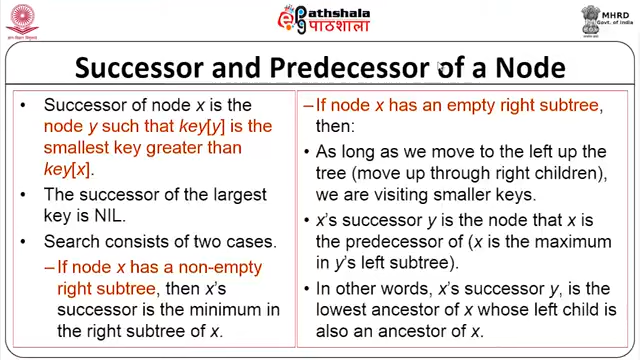 Pathshala
पाठशाला
MHRD
Govt. of India
Successor and Predecessor of a Node
• Successor of node x is the
node y such that key[y] is the
smallest key greater than
key[x].
• The successor of the largest
key is NIL.
• Search consists of two cases.
– If node x has a non-empty
right subtree, then x's
successor is the minimum in
the right subtree of x.
– If node x has an empty right subtree,
then:
• As long as we move to the left up the
tree (move up through right children),
we are visiting smaller keys.
• x's successor y is the node that x is
the predecessor of (x is the maximum
in y's left subtree).
• In other words, x's successor y, is the
lowest ancestor of x whose left child is
also an ancestor of x.